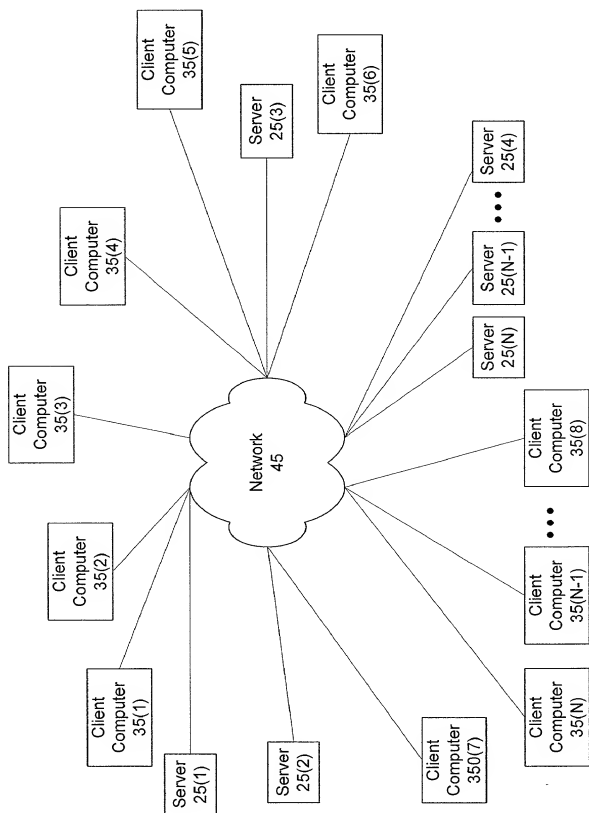 Client
Computer
35(1)
Client
Computer
35(2)
Client
Computer
35(3)
Client
Computer
35(4)
Client
Computer
35(5)
Server
25(1)
Server
25(3)
Server
25(2)
Network
45
Client
Computer
35(6)
Client
Computer
350(7)
Client
Computer
35(N)
Client
Computer
35(N-1)
•••
Client
Computer
35(8)
Server
25(N)
Server
25(N-1)
•••
Server
25(4)